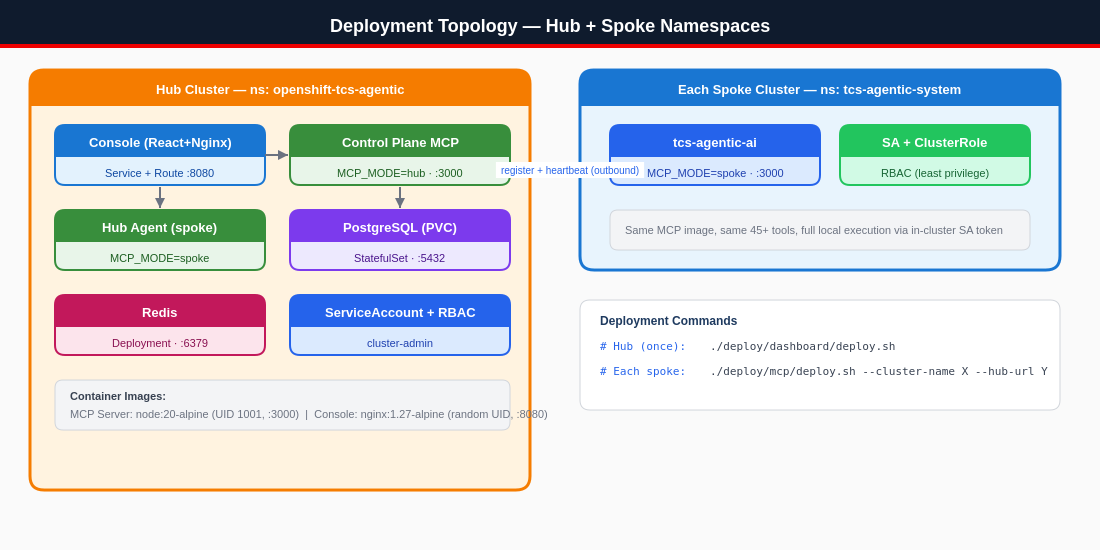 Deployment Topology — Hub + Spoke Namespaces
Hub Cluster — ns: openshift-tcs-agentic
Console (React+Nginx)
Service + Route :8080
Control Plane MCP
MCP_MODE=hub · :3000
Hub Agent (spoke)
MCP_MODE=spoke
PostgreSQL (PVC)
StatefulSet · :5432
Redis
Deployment · :6379
ServiceAccount + RBAC
cluster-admin
Container Images:
MCP Server: node:20-alpine (UID 1001, :3000) | Console: nginx:1.27-alpine (random UID, :8080)
register + heartbeat (outbound)
Each Spoke Cluster — ns: tcs-agentic-system
tcs-agentic-ai
MCP_MODE=spoke · :3000
SA + ClusterRole
RBAC (least privilege)
Same MCP image, same 45+ tools, full local execution via in-cluster SA token
Deployment Commands
# Hub (once): ./deploy/dashboard/deploy.sh
# Each spoke: ./deploy/mcp/deploy.sh --cluster-name X --hub-url Y